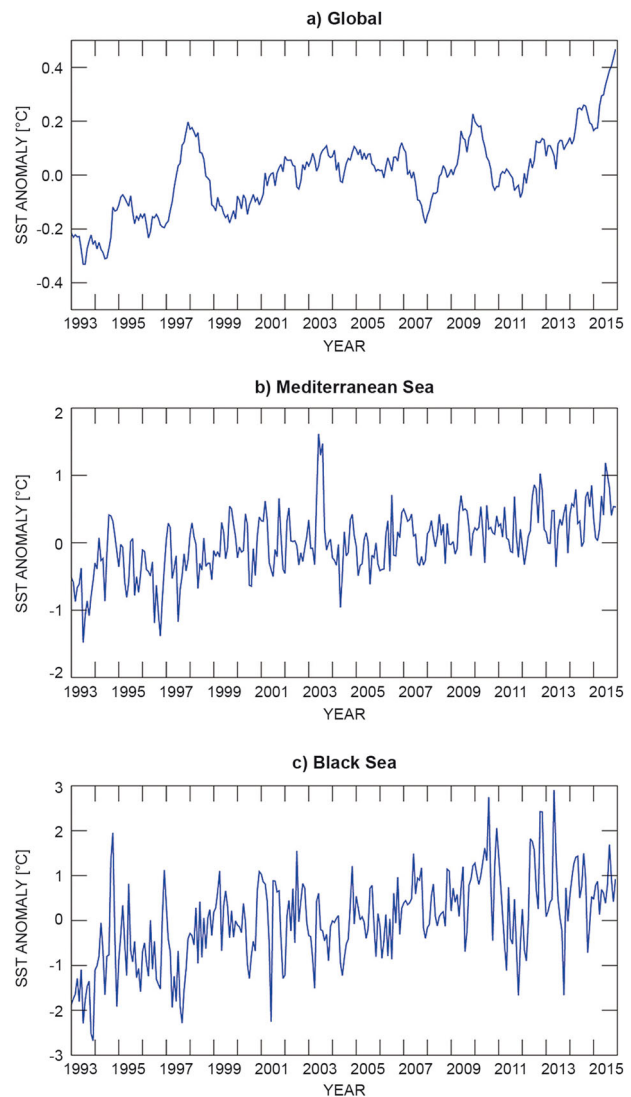 a) Global
SST ANOMALY [°C]
0.4
0.2
0.0
-0.2
-0.4
1993 1995 1997 1999 2001 2003 2005 2007 2009 2011 2013 2015
YEAR
b) Mediterranean Sea
SST ANOMALY [°C]
2
1
0
-1
-2
1993 1995 1997 1999 2001 2003 2005 2007 2009 2011 2013 2015
YEAR
c) Black Sea
SST ANOMALY [°C]
3
2
1
0
-1
-2
-3
1993 1995 1997 1999 2001 2003 2005 2007 2009 2011 2013 2015
YEAR